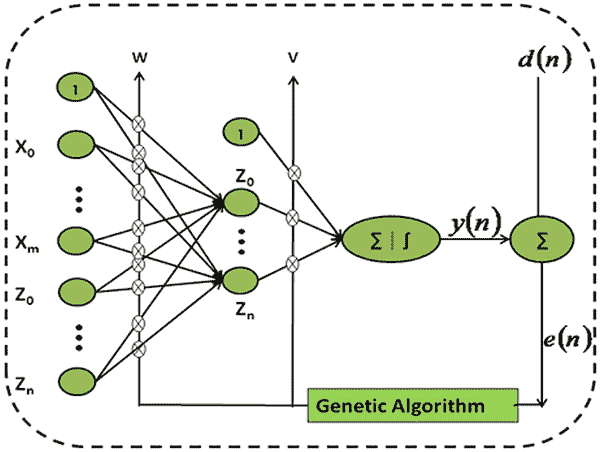 W
V
d(n)
1
X0
1
Z0
Xm
Σ | ∫
y(n)
Σ
Z0
Zn
e(n)
Zn
Genetic Algorithm